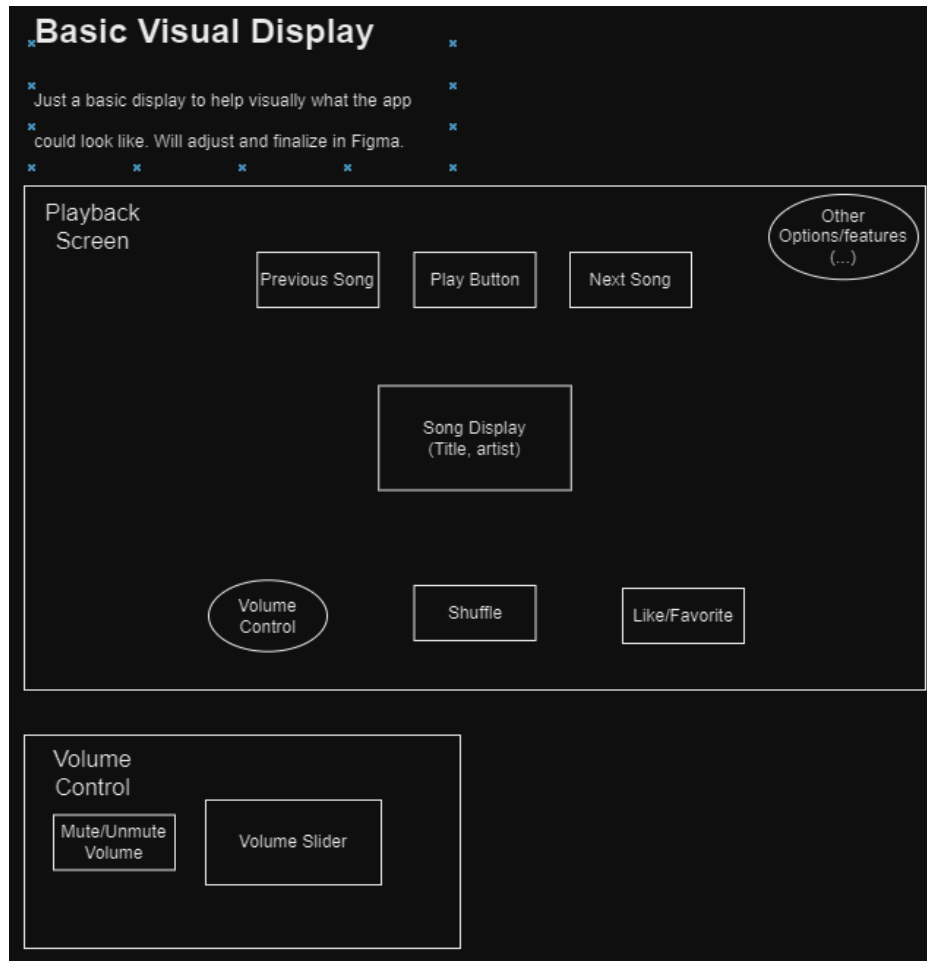 Basic Visual Display
Just a basic display to help visually what the app
could look like. Will adjust and finalize in Figma.
Playback
Screen
Other
Options/features
(...)
Previous Song
Play Button
Next Song
Song Display
(Title, artist)
Volume
Control
Shuffle
Like/Favorite
Volume
Control
Mute/Unmute
Volume
Volume Slider